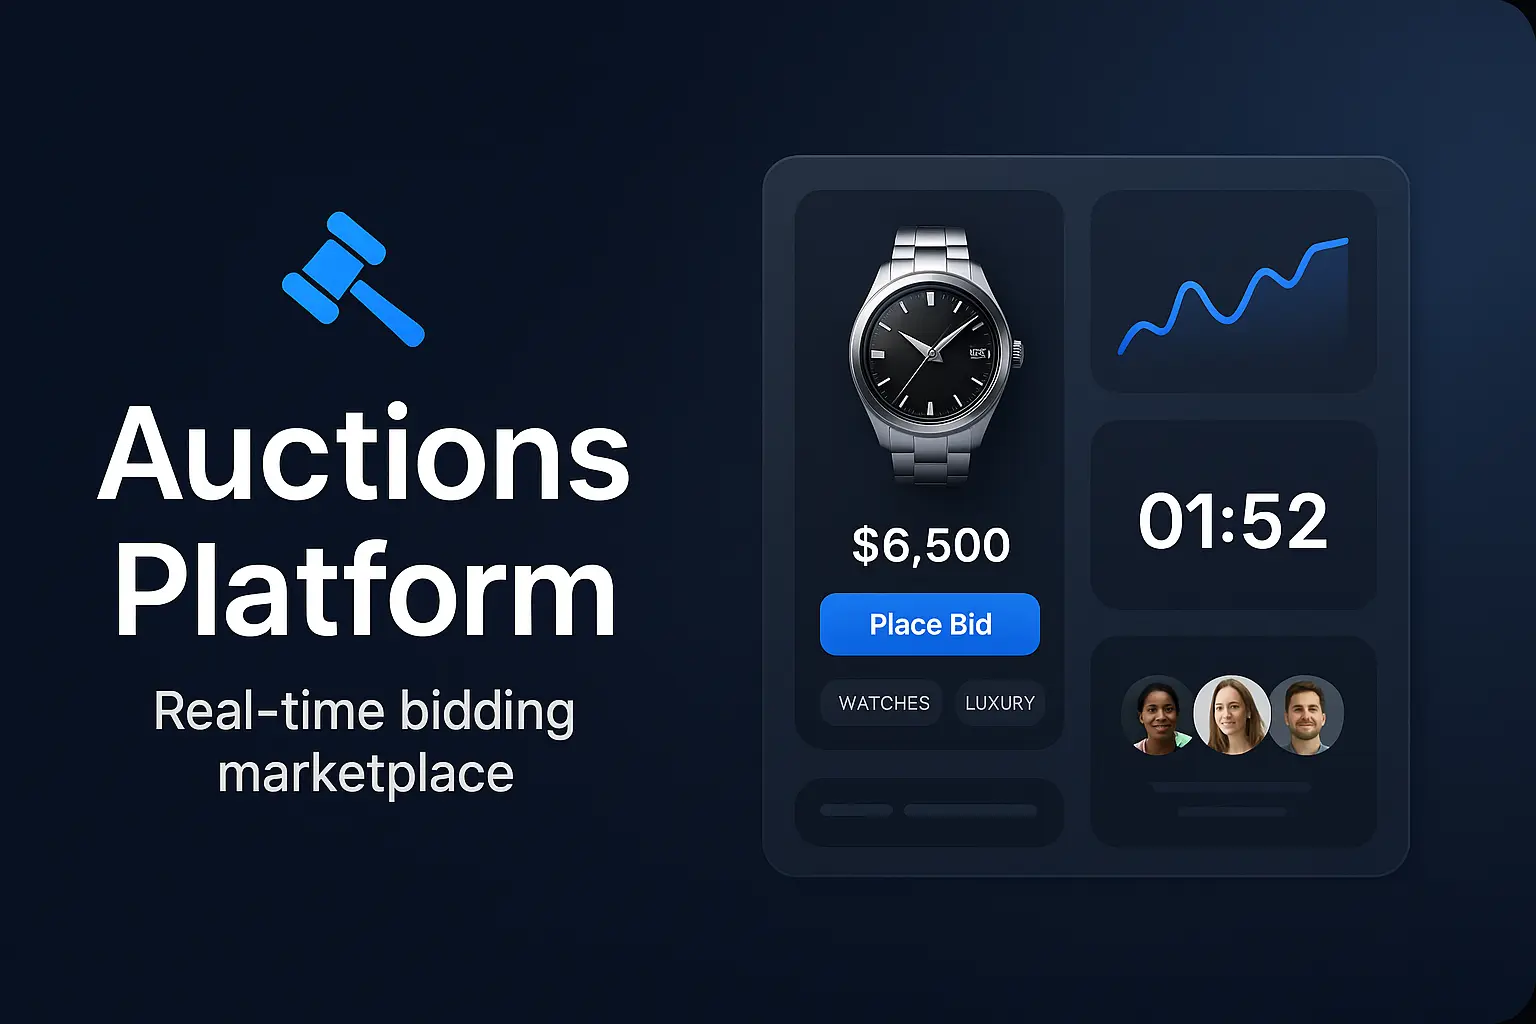 Auctions
Platform
Real-time bidding
marketplace
$6,500
Place Bid
WATCHES
LUXURY
01:52